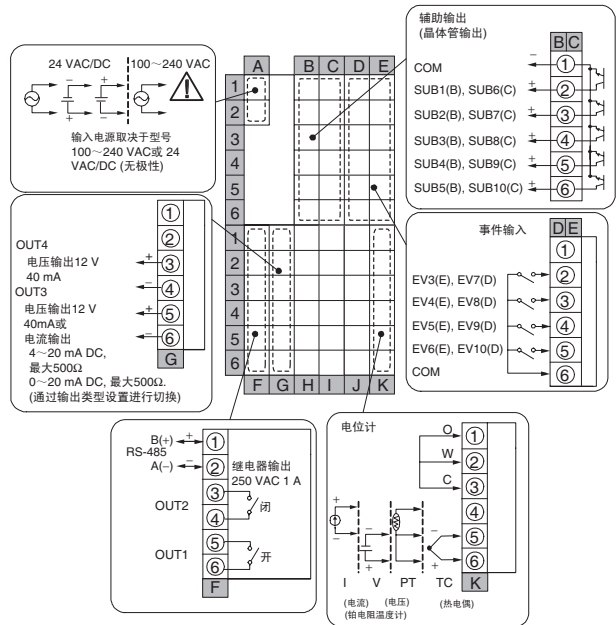 24 VAC/DC
100～240 VAC
输入电源取决于型号
100～240 VAC或 24
VAC/DC (无极性)
A
B C D E
1
2
3
4
5
6
1
2
3
4
5
6
F G H I J K
辅助输出
(晶体管输出)
B C
COM
①
SUB1(B), SUB6(C)
②
SUB2(B), SUB7(C)
③
SUB3(B), SUB8(C)
④
SUB4(B), SUB9(C)
⑤
SUB5(B), SUB10(C)
⑥
事件输入
D E
①
EV3(E), EV7(D)
②
EV4(E), EV8(D)
③
EV5(E), EV9(D)
④
EV6(E), EV10(D)
⑤
COM
⑥
①
②
OUT4
电压输出12 V
③
40 mA
④
OUT3
电压输出12 V
⑤
40mA或
⑥
电流输出
G
4～20 mA DC,
最大500Ω
0～20 mA DC, 最大500Ω.
(通过输出类型设置进行切换)
B(+)
①
RS-485
A(-)
②
继电器输出
250 VAC 1 A
③
OUT2
闭
④
⑤
OUT1
开
⑥
F
电位计
O
①
W
②
C
③
④
⑤
⑥
I V PT TC
K
(电流) (电压) (热电偶)
(铂电阻温度计)